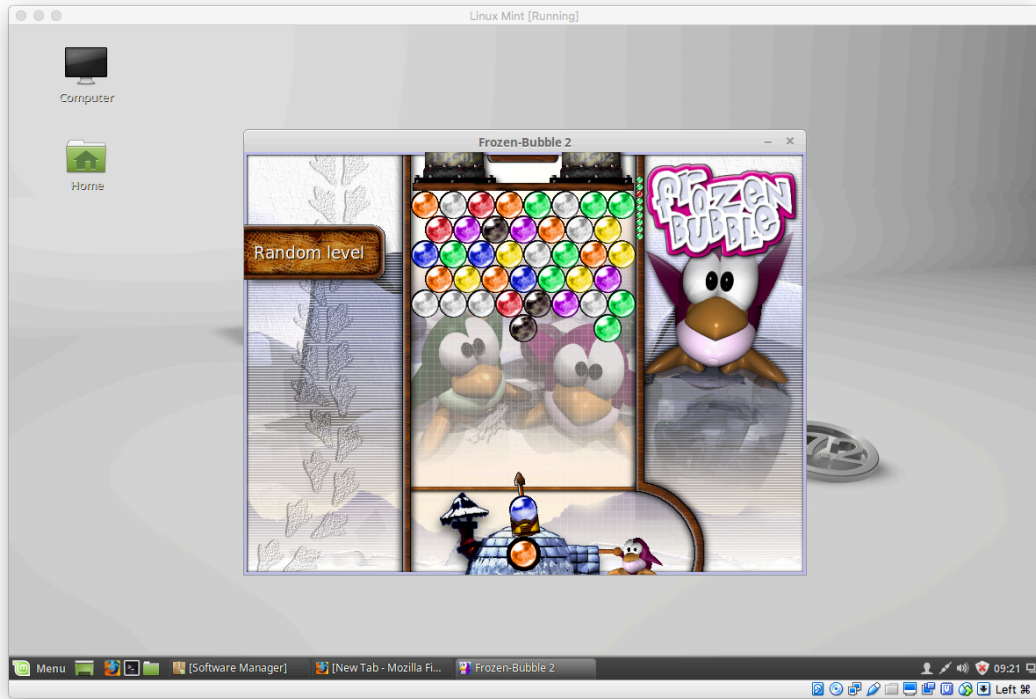 Linux Mint [Running]
Computer
Home
Frozen-Bubble 2
Random level
FROZEN
BUBBLE
Menu
[Software Manager]
[New Tab - Mozilla Fi...
Frozen-Bubble 2
09:21
Left ⌘